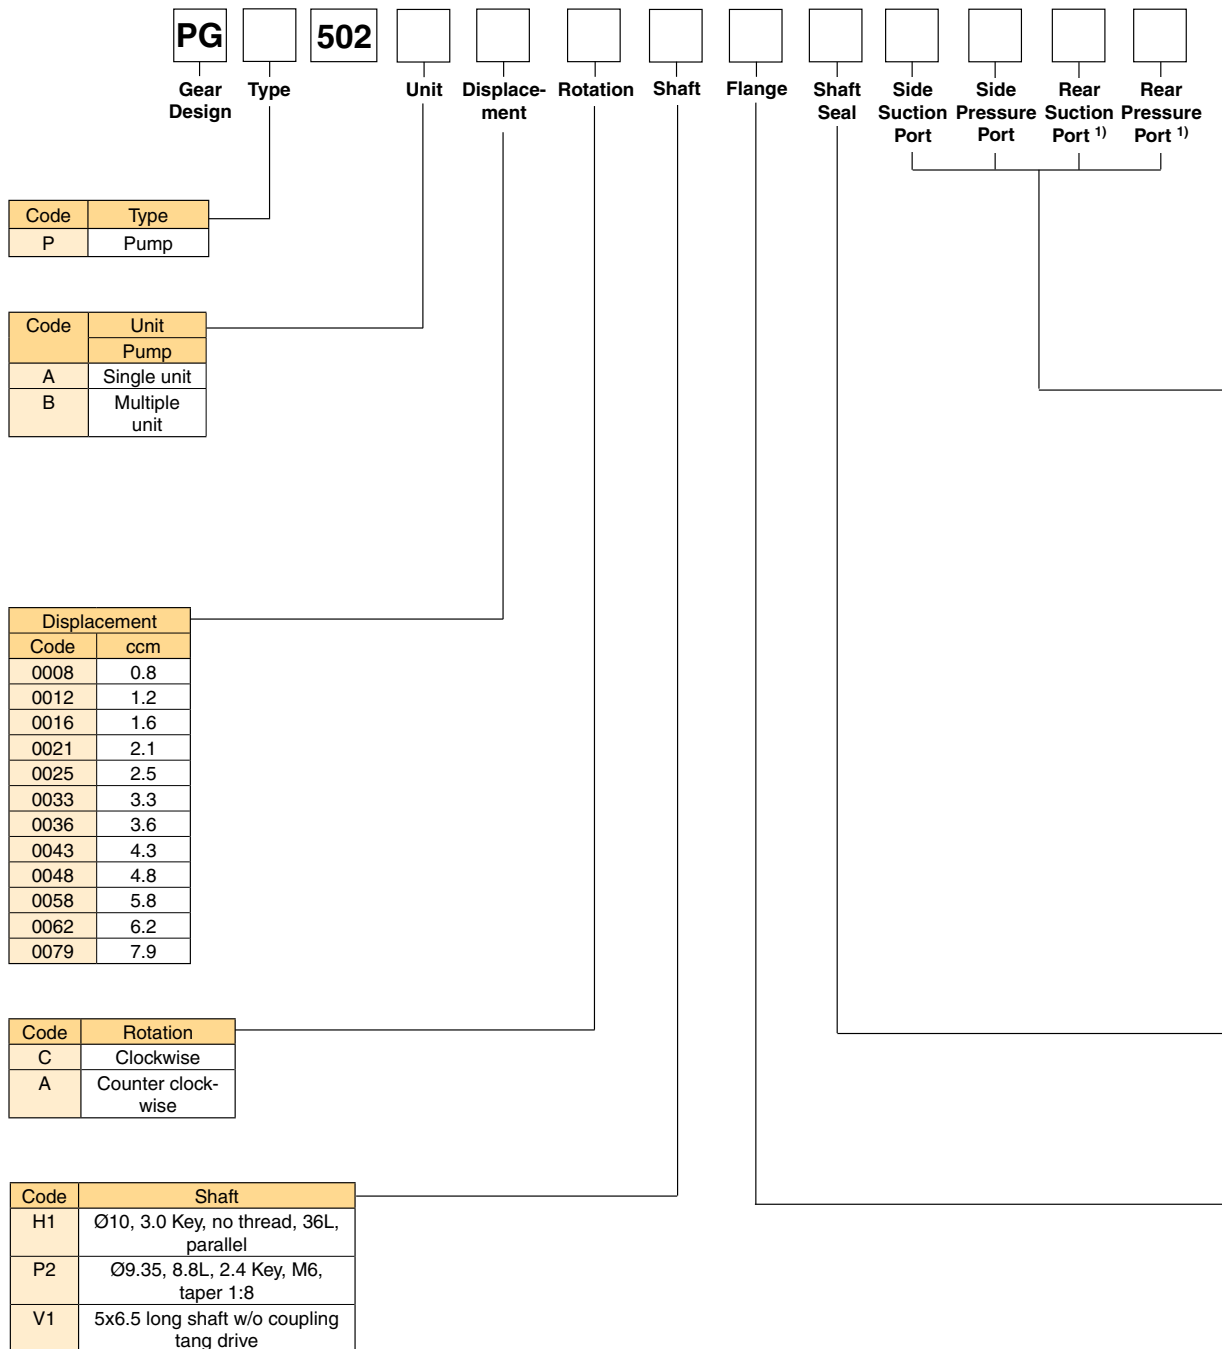 PG 502
Gear Design
Type
Unit
Displace-
ment
Rotation
Shaft
Flange
Shaft
Seal
Side
Suction
Port
Side
Pressure
Port
Rear
Suction
Port 1)
Rear
Pressure
Port 1)
Code Type
P Pump
Code Unit
Pump
A Single unit
B Multiple
unit
Displacement
Code ccm
0008 0.8
0012 1.2
0016 1.6
0021 2.1
0025 2.5
0033 3.3
0036 3.6
0043 4.3
0048 4.8
0058 5.8
0062 6.2
0079 7.9
Code Rotation
C Clockwise
A Counter clock-
wise
Code Shaft
H1 Ø10, 3.0 Key, no thread, 36L,
parallel
P2 Ø9.35, 8.8L, 2.4 Key, M6,
taper 1:8
V1 5x6.5 long shaft w/o coupling
tang drive